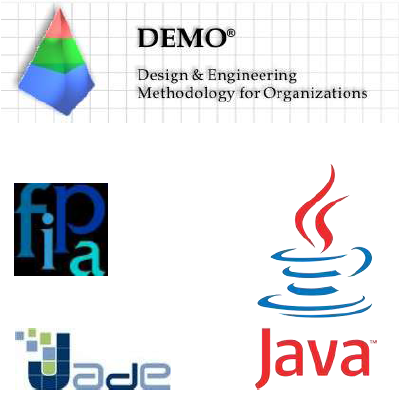 DEMO®
Design & Engineering
Methodology for Organizations
fipa
Java™
Jade